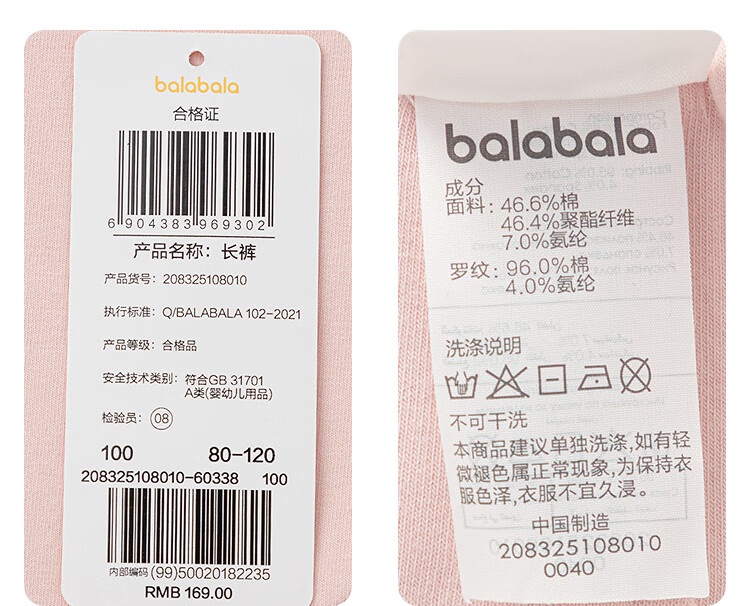 balabala
合格证
6 904383 969302
产品名称：长裤
产品货号：208325108010
执行标准：Q/BALABALA 102-2021
产品等级：合格品
安全技术类别：符合GB 31701
A类(婴幼儿用品)
检验员：08
100 80-120
208325108010-60338 100
内部编码 (99)50020182235
RMB 169.00
balabala
成分
面料：46.6%棉
46.4%聚酯纤维
7.0%氨纶
罗纹：96.0%棉
4.0%氨纶
洗涤说明
不可干洗
本商品建议单独洗涤,如有轻
微褪色属正常现象,为保持衣
服色泽,衣服不宜久浸。
中国制造
208325108010
0040